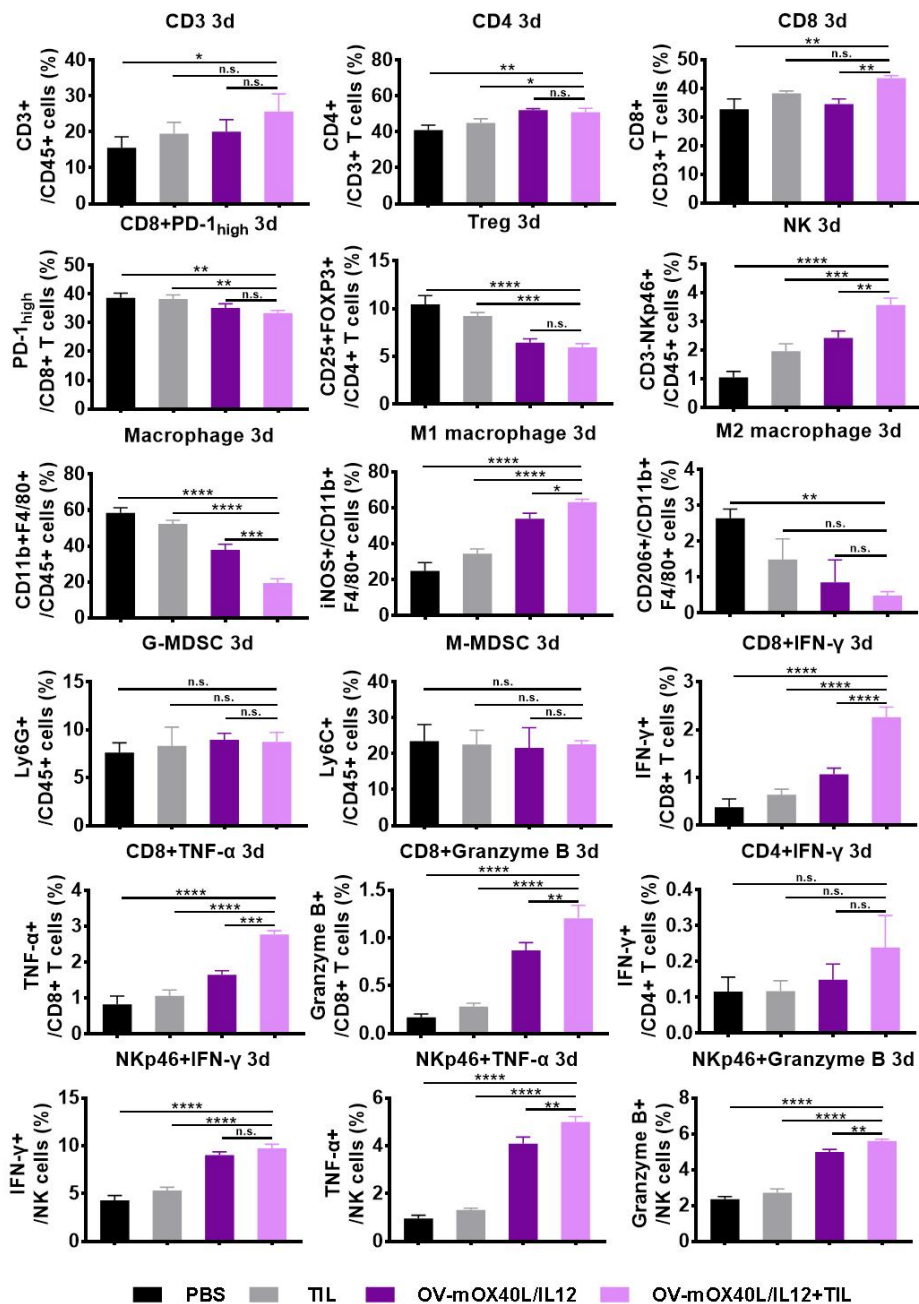 CD3 3d
CD4 3d
CD8 3d
CD3+
/CD45+ cells (%)
40
30
20
10
0
*
n.s.
n.s.
CD4+
/CD3+ T cells (%)
80
60
40
20
0
**
*
n.s.
CD8+
/CD3+ T cells (%)
50
40
30
20
10
0
**
n.s.
**
CD8+PD-1high 3d
Treg 3d
NK 3d
PD-1high
/CD8+ T cells (%)
50
40
30
20
10
0
**
**
n.s.
CD25+FOXP3+
/CD4+ T cells (%)
15
10
5
0
****
***
n.s.
CD3-NKp46+
/CD45+ cells (%)
5
4
3
2
1
0
****
***
**
Macrophage 3d
M1 macrophage 3d
M2 macrophage 3d
CD11b+F4/80+
/CD45+ cells (%)
80
60
40
20
0
****
****
***
iNOS+/CD11b+
F4/80+ cells (%)
80
60
40
20
0
****
****
*
CD206+/CD11b+
F4/80+ cells (%)
4
3
2
1
0
**
n.s.
n.s.
G-MDSC 3d
M-MDSC 3d
CD8+IFN-γ 3d
Ly6G+
/CD45+ cells (%)
15
10
5
0
n.s.
n.s.
n.s.
Ly6C+
/CD45+ cells (%)
40
30
20
10
0
n.s.
n.s.
n.s.
IFN-γ+
/CD8+ T cells (%)
3
2
1
0
****
****
****
CD8+TNF-α 3d
CD8+Granzyme B 3d
CD4+IFN-γ 3d
TNF-α+
/CD8+ T cells (%)
4
3
2
1
0
****
****
***
Granzyme B+
/CD8+ T cells (%)
1.5
1.0
0.5
0.0
****
****
**
IFN-γ+
/CD4+ T cells (%)
0.4
0.3
0.2
0.1
0.0
n.s.
n.s.
n.s.
NKp46+IFN-γ 3d
NKp46+TNF-α 3d
NKp46+Granzyme B 3d
IFN-γ+
/NK cells (%)
15
10
5
0
****
****
n.s.
TNF-α+
/NK cells (%)
6
4
2
0
****
****
**
Granzyme B+
/NK cells (%)
8
6
4
2
0
****
****
**
PBS
TIL
OV-mOX40L/IL12
OV-mOX40L/IL12+TIL